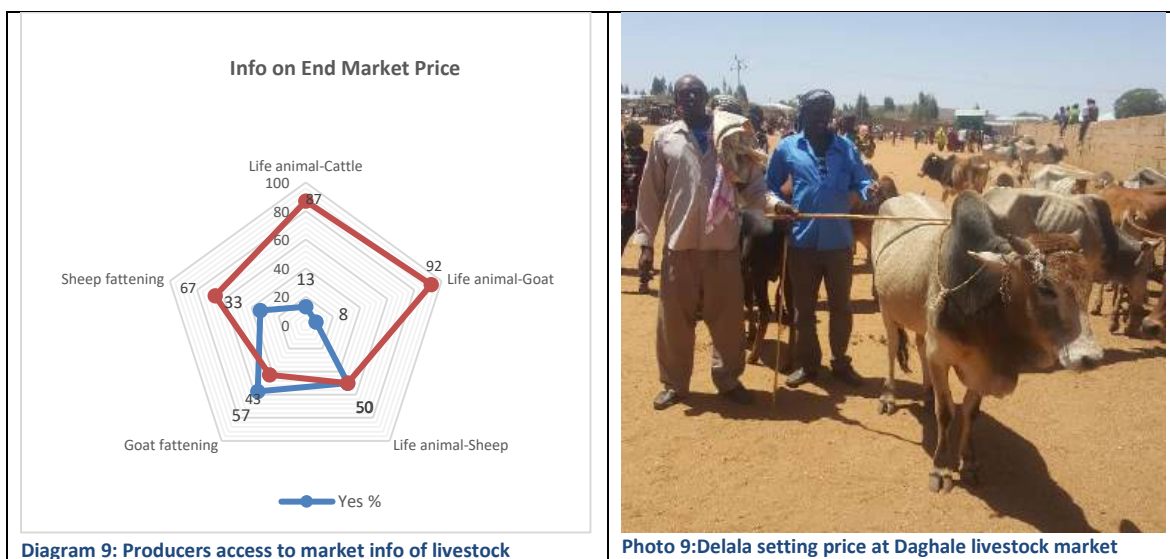 Info on End Market Price
Life animal-Cattle
100
87
80
60
40
20
0
13
92
Life animal-Goat
8
Sheep fattening
67
33
50
43
57
Goat fattening
Life animal-Sheep
Yes %
Diagram 9: Producers access to market info of livestock
Photo 9:Delala setting price at Daghale livestock market